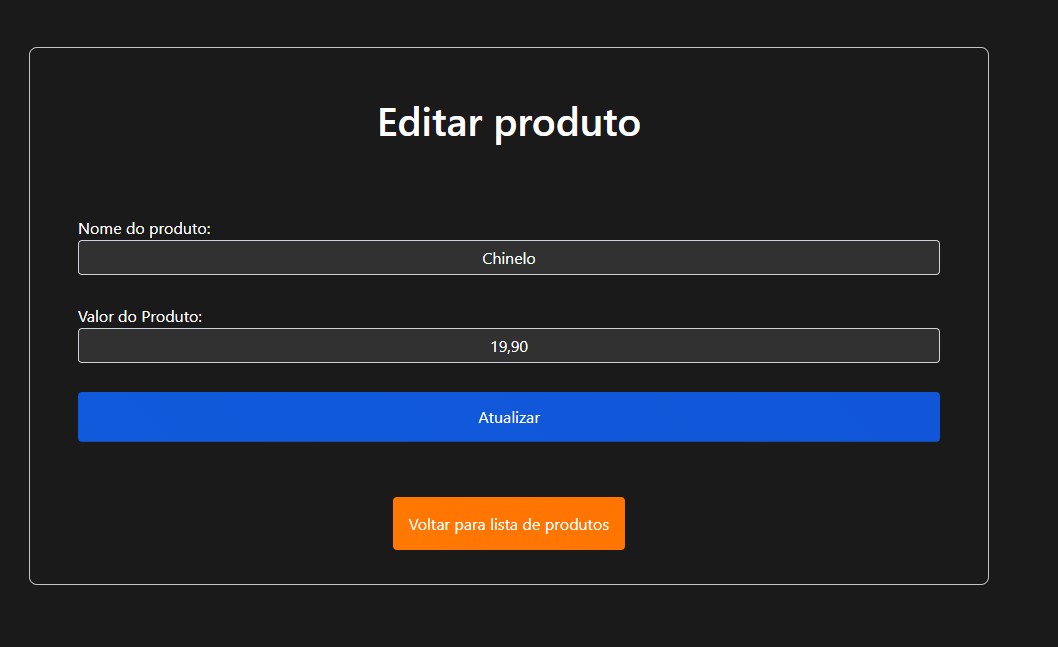 Editar produto
Nome do produto:
Chinelo
Valor do Produto:
19,90
Atualizar
Voltar para lista de produtos